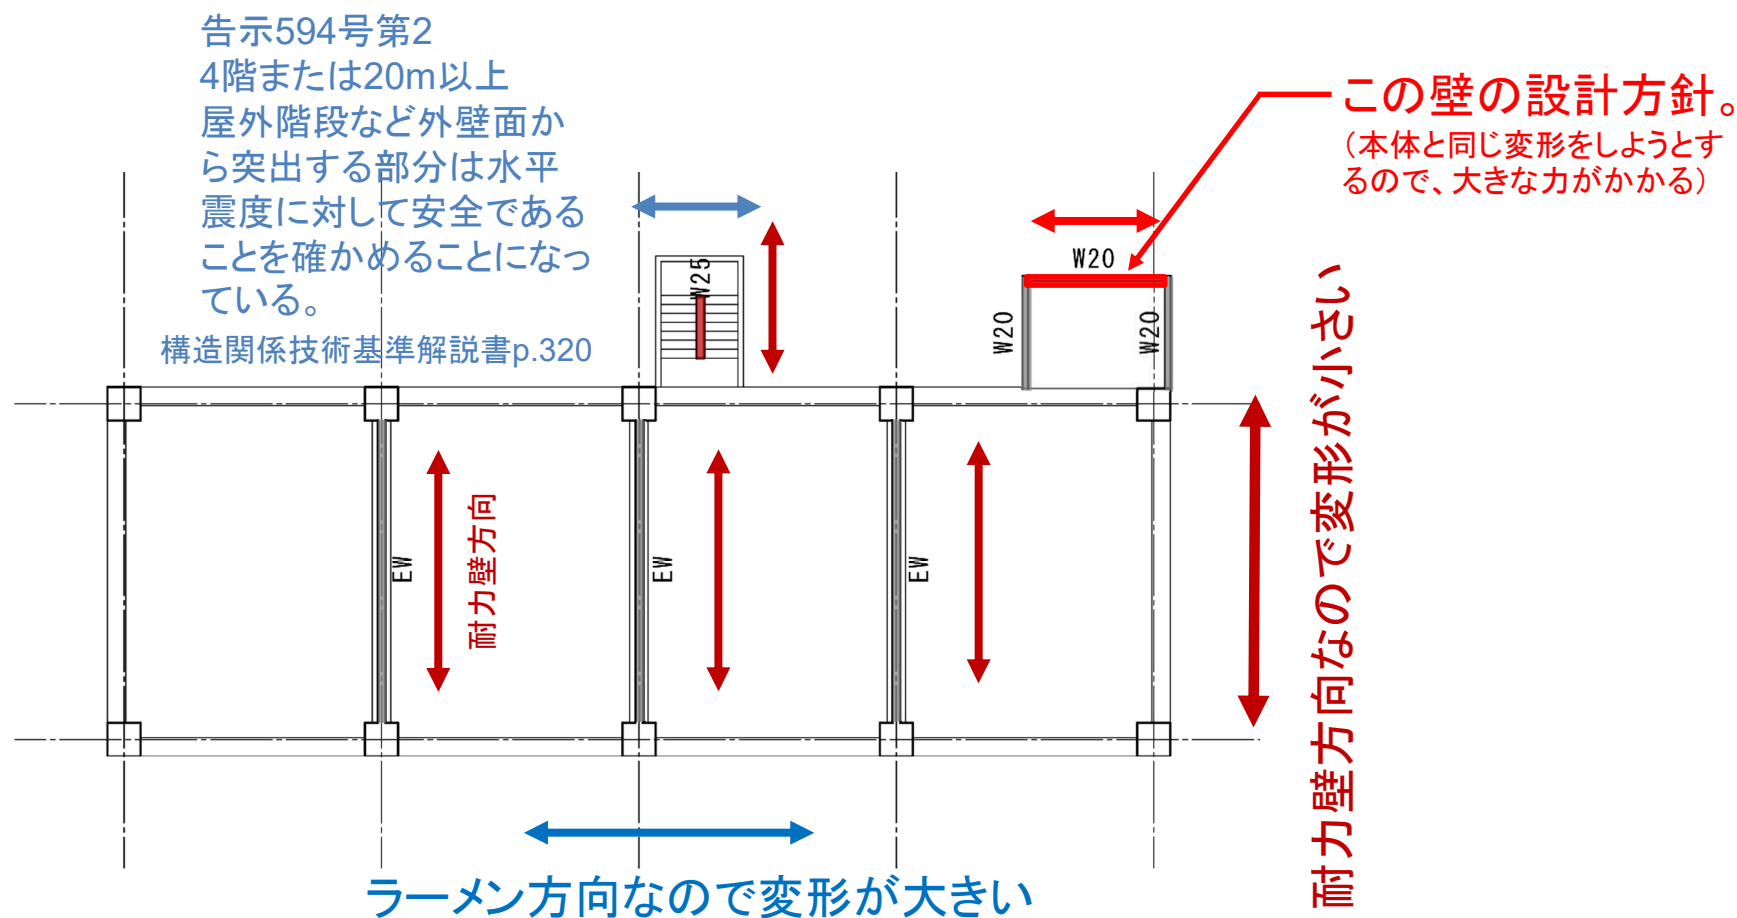 告示594号第2
4階または20m以上
屋外階段など外壁面か
ら突出する部分は水平
震度に対して安全である
ことを確かめることになっ
ている。
構造関係技術基準解説書p.320
この壁の設計方針。
（本体と同じ変形をしようとす
るので、大きな力がかかる）
W25
W20
W20
W20
EW
耐力壁方向
EW
EW
耐力壁方向なので変形が小さい
ラーメン方向なので変形が大きい